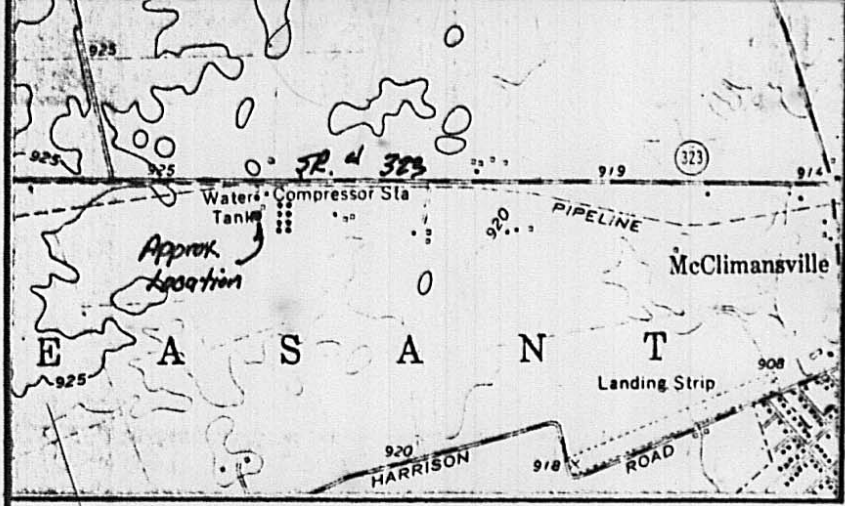 925
925
925
SR. #323
919
323
914
Water
Tank
Compressor Sta
920
PIPELINE
Approx.
Location
McClimansville
E A S A N T
925
908
Landing Strip
920
HARRISON
918
ROAD